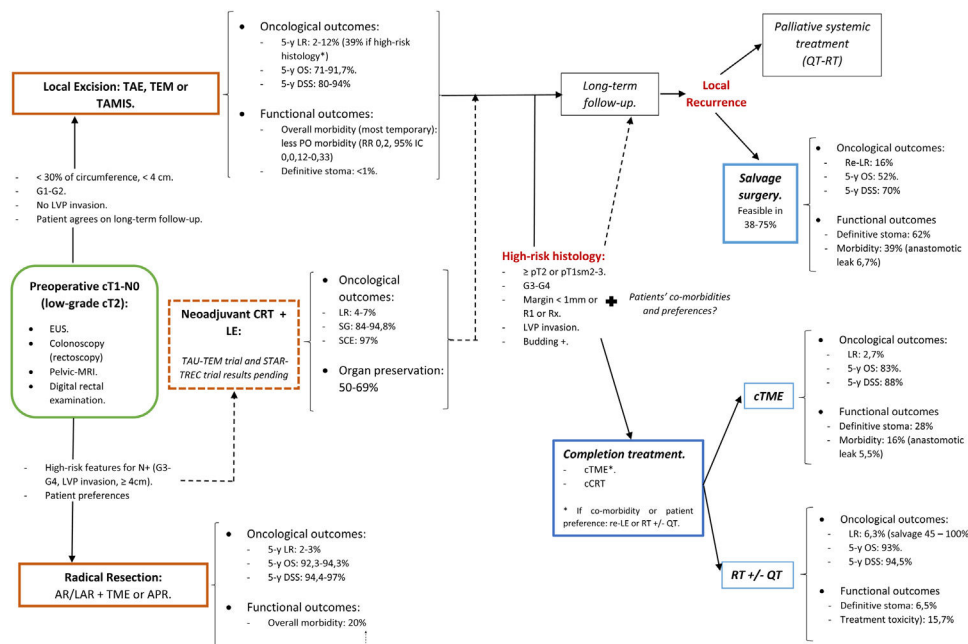 Local Excision: TAE, TEM or
TAMIS.
● Oncological outcomes:
- 5-y LR: 2-12% (39% if high-risk
histology*)
- 5-y OS: 71-91,7%.
- 5-y DSS: 80-94%
● Functional outcomes:
- Overall morbidity (most temporary):
less PO morbidity (RR 0,2, 95% IC
0,0,12-0,33)
- Definitive stoma: <1%.
- < 30% of circumference, < 4 cm.
- G1-G2.
- No LVP invasion.
- Patient agrees on long-term follow-up.
Preoperative cT1-N0
(low-grade cT2):
● EUS.
● Colonoscopy
(rectoscopy)
● Pelvic-MRI.
● Digital rectal
examination.
- High-risk features for N+ (G3-
G4, LVP invasion, ≥ 4cm).
- Patient preferences
Radical Resection:
AR/LAR + TME or APR.
● Oncological outcomes:
- 5-y LR: 2-3%
- 5-y OS: 92,3-94,3%
- 5-y DSS: 94,4-97%
● Functional outcomes:
- Overall morbidity: 20%
Neoadjuvant CRT +
LE:
TAU-TEM trial and STAR-
TREC trial results pending
● Oncological
outcomes:
- LR: 4-7%
- SG: 84-94,8%
- SCE: 97%
● Organ preservation:
50-69%
Long-term
follow-up.
Local
Recurrence
Palliative systemic
treatment
(QT-RT)
Salvage
surgery.
Feasible in
38-75%
● Oncological outcomes:
- Re-LR: 16%
- 5-y OS: 52%.
- 5-y DSS: 70%
● Functional outcomes
- Definitive stoma: 62%
- Morbidity: 39% (anastomotic
leak 6,7%)
High-risk histology:
- ≥ pT2 or pT1sm2-3.
- G3-G4
- Margin < 1mm or
R1 or Rx.
- LVP invasion.
- Budding +.
Patients' co-morbidities
and preferences?
Completion treatment.
- cTME*.
- cCRT
* If co-morbidity or patient
preference: re-LE or RT +/- QT.
cTME
● Oncological outcomes:
- LR: 2,7%
- 5-y OS: 83%.
- 5-y DSS: 88%
● Functional outcomes
- Definitive stoma: 28%
- Morbidity: 16% (anastomotic
leak 5,5%)
RT +/- QT
● Oncological outcomes:
- LR: 6,3% (salvage 45 – 100%
- 5-y OS: 93%.
- 5-y DSS: 94,5%
● Functional outcomes
- Definitive stoma: 6,5%
- Treatment toxicity): 15,7%